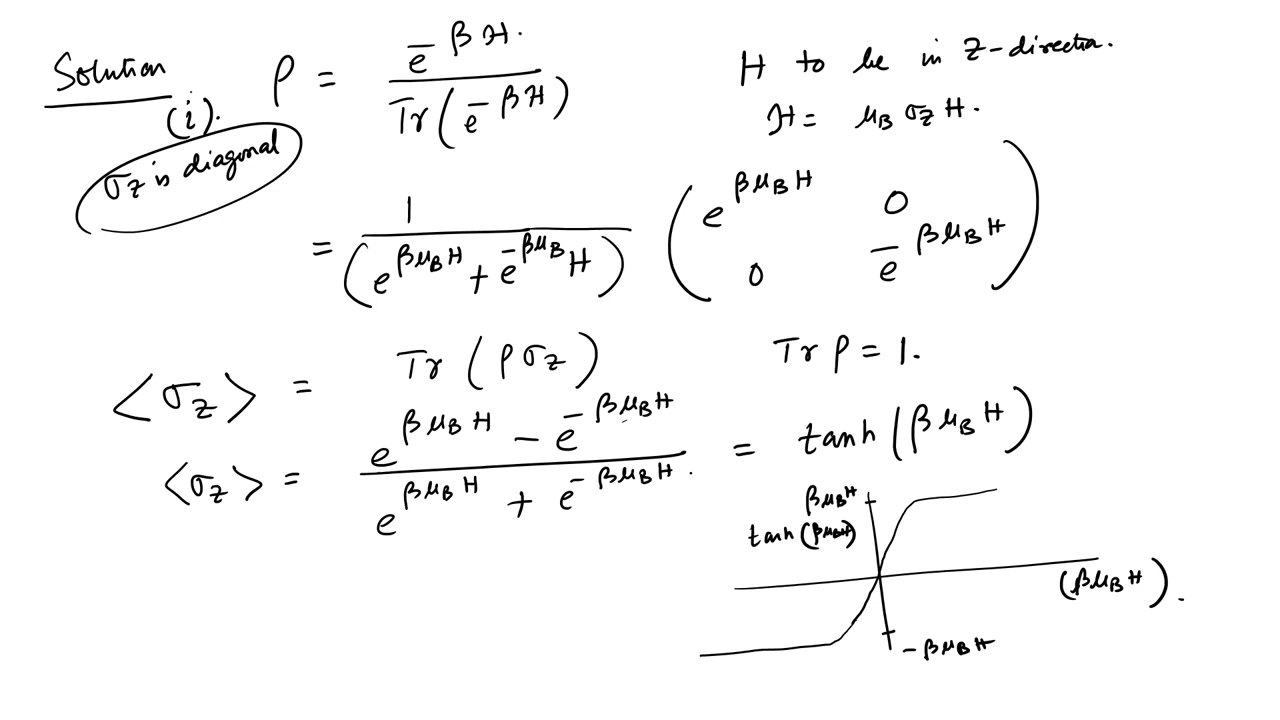 Solution
(i).
ρ = e^{-βℋ} / Tr(e^{-βℋ})
H to be in z-direction.
ℋ = μ_B σ_z H.
σ_z is diagonal
= 1 / (e^{βμ_B H} + e^{-βμ_B H}) ( e^{βμ_B H} 0
0 e^{-βμ_B H} )
⟨σ_z⟩ = Tr (ρσ_z)
Tr ρ = 1.
⟨σ_z⟩ = (e^{βμ_B H} - e^{-βμ_B H}) / (e^{βμ_B H} + e^{-βμ_B H}). = tanh (βμ_B H)
βμ_B H
tanh (βμ_B H)
(βμ_B H).
-βμ_B H